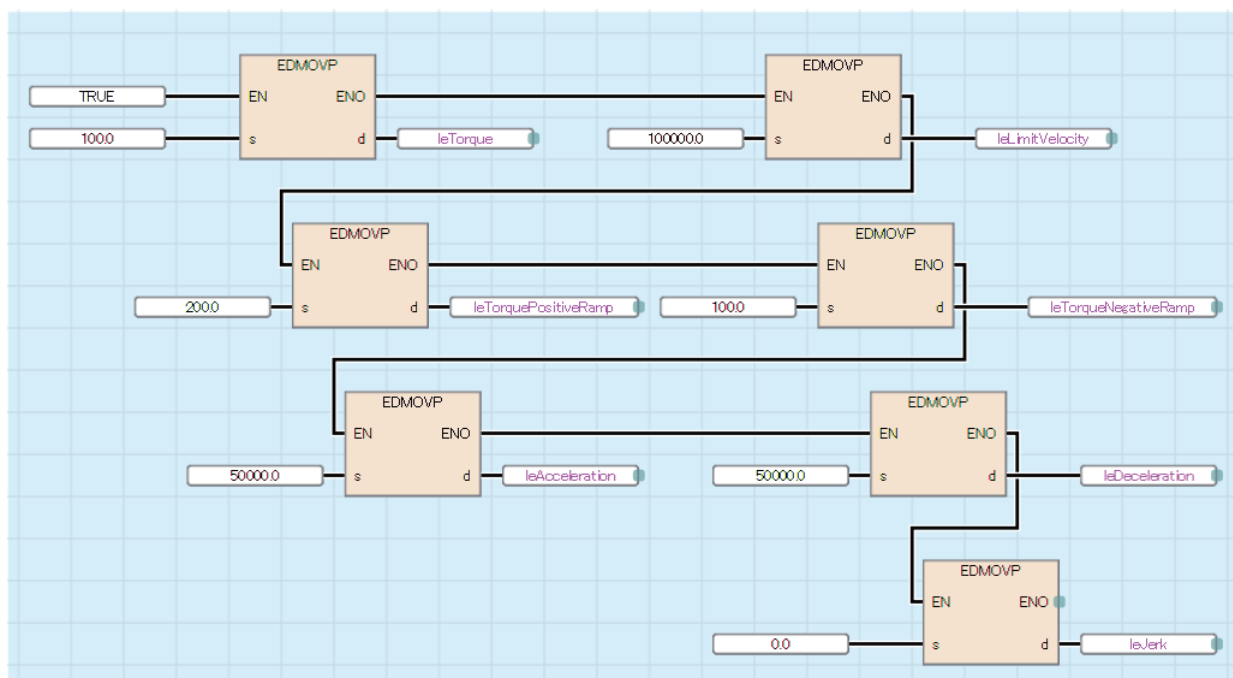 EDMOVP EDMOVP
TRUE EN ENO EN ENO
100.0 s d leTorque 100000.0 s d leLimitVelocity
EDMOVP EDMOVP
EN ENO EN ENO
200.0 s d leTorquePositiveRamp 100.0 s d leTorqueNegativeRamp
EDMOVP EDMOVP
EN ENO EN ENO
50000.0 s d leAcceleration 50000.0 s d leDeceleration
EDMOVP
EN ENO
0.0 s d leJerk